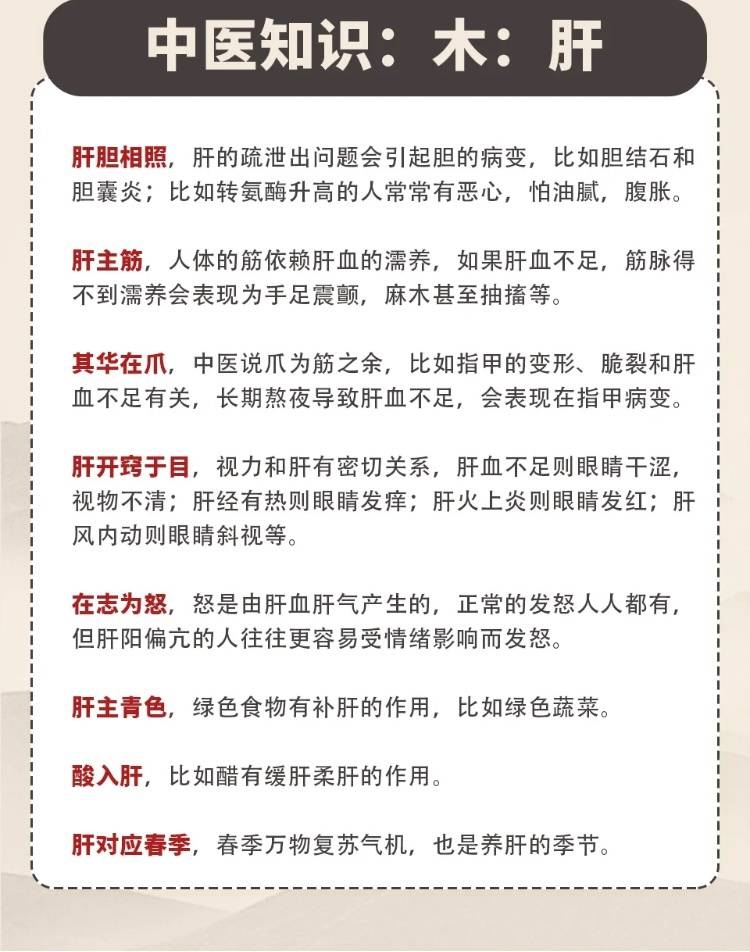 中医知识：木：肝
肝胆相照，肝的疏泄出问题会引起胆的病变，比如胆结石和
胆囊炎；比如转氨酶升高的人常常有恶心，怕油腻，腹胀。
肝主筋，人体的筋依赖肝血的濡养，如果肝血不足，筋脉得
不到濡养会表现为手足震颤，麻木甚至抽搐等。
其华在爪，中医说爪为筋之余，比如指甲的变形、脆裂和肝
血不足有关，长期熬夜导致肝血不足，会表现在指甲病变。
肝开窍于目，视力和肝有密切关系，肝血不足则眼睛干涩，
视物不清；肝经有热则眼睛发痒；肝火上炎则眼睛发红；肝
风内动则眼睛斜视等。
在志为怒，怒是由肝血肝气产生的，正常的发怒人人都有，
但肝阳偏亢的人往往更容易受情绪影响而发怒。
肝主青色，绿色食物有补肝的作用，比如绿色蔬菜。
酸入肝，比如醋有缓肝柔肝的作用。
肝对应春季，春季万物复苏气机，也是养肝的季节。